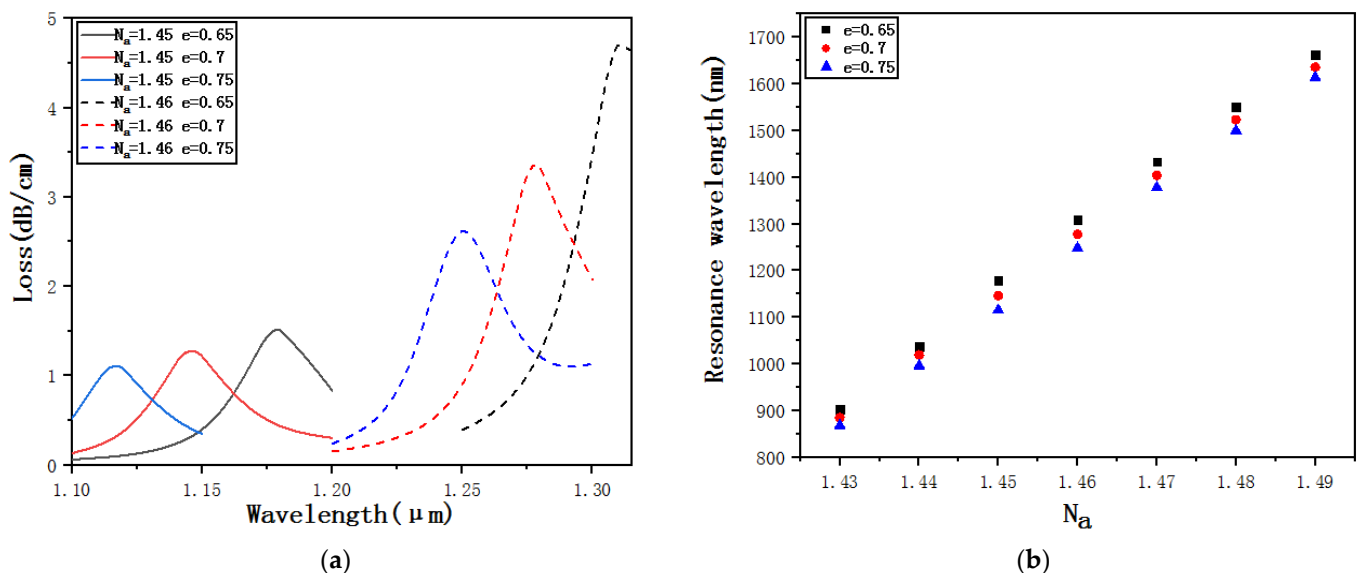 5
4
3
2
1
0
Loss(dB/cm)
Na=1.45 e=0.65
Na=1.45 e=0.7
Na=1.45 e=0.75
Na=1.46 e=0.65
Na=1.46 e=0.7
Na=1.46 e=0.75
1.10 1.15 1.20 1.25 1.30
Wavelength(μm)
(a)
1700
1600
1500
1400
1300
1200
1100
1000
900
800
Resonance wavelength(nm)
e=0.65
e=0.7
e=0.75
1.43 1.44 1.45 1.46 1.47 1.48 1.49
Na
(b)